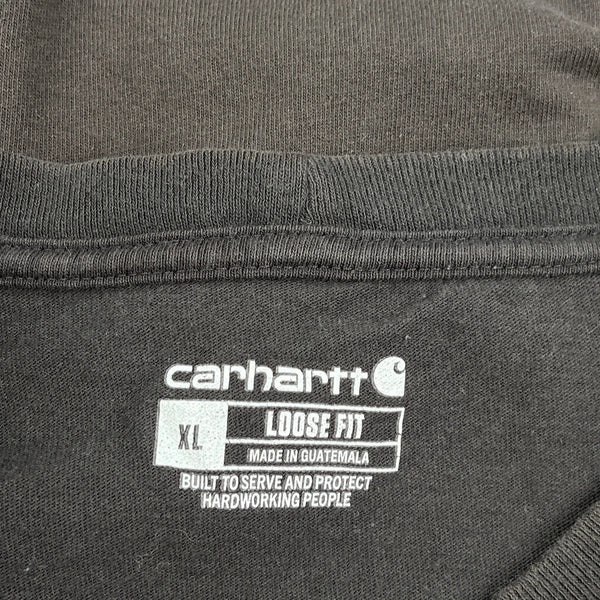 carhartt
XL
LOOSE FIT
MADE IN GUATEMALA
BUILT TO SERVE AND PROTECT
HARDWORKING PEOPLE